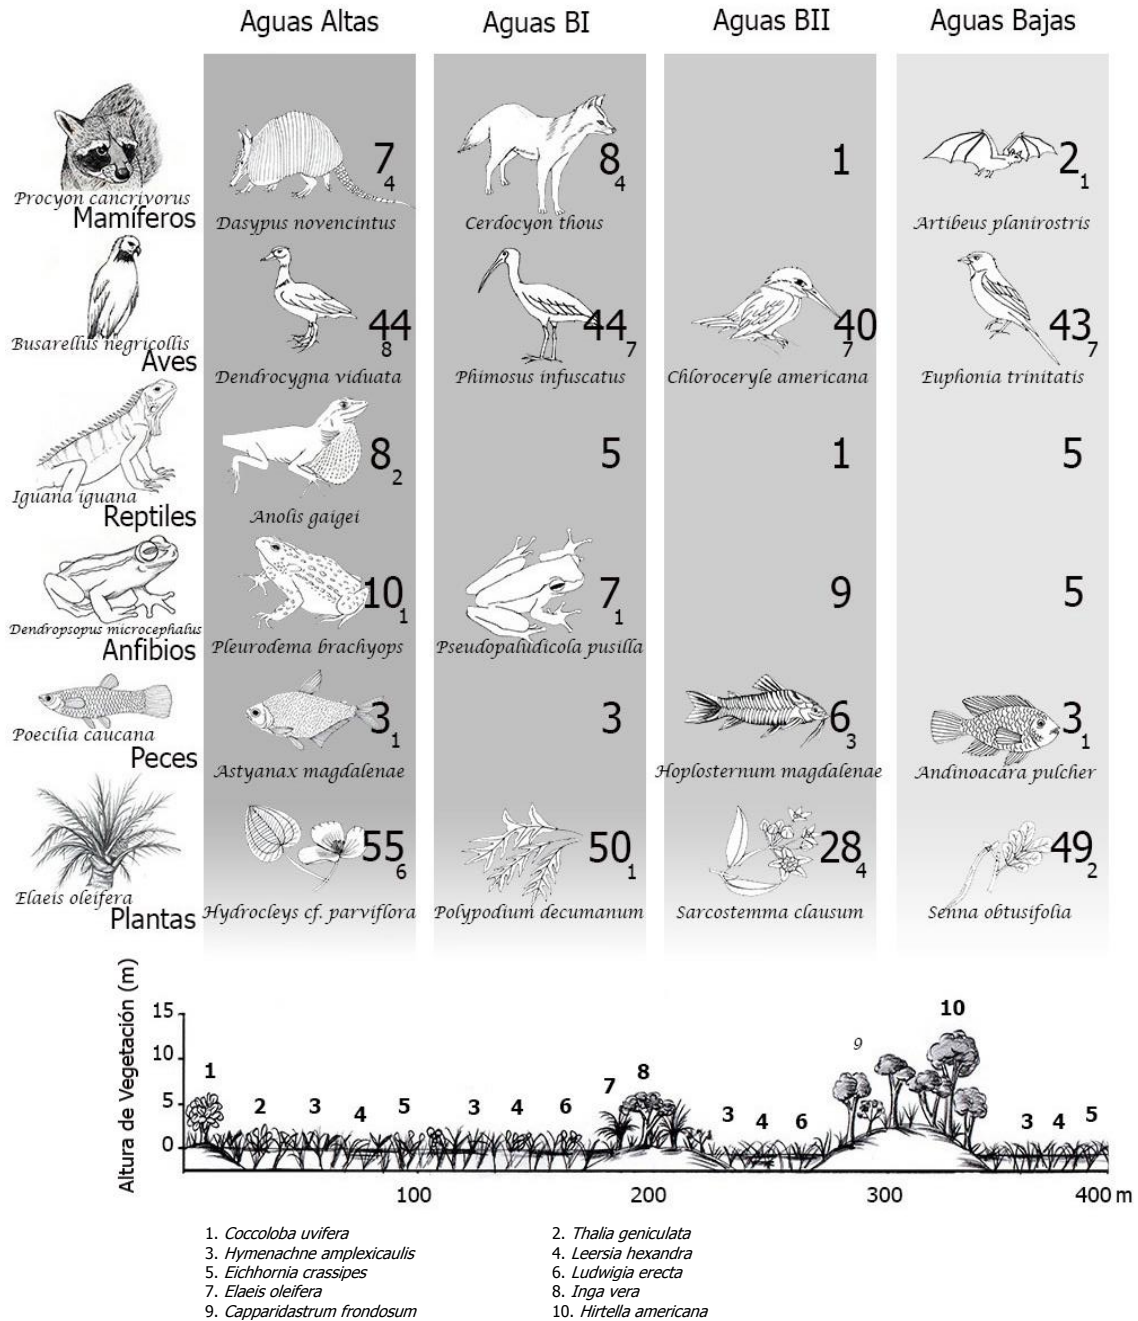 Aguas Altas Aguas BI Aguas BII Aguas Bajas
7 4 8 4 1 2 1
Procyon cancrivorus
Mamíferos
Dasypus novencintus Cerdocyon thous Artibeus planirostris
44 8 44 7 40 7 43 7
Busarellus negricollis
Aves
Dendrocygna viduata Phimosus infuscatus Chloroceryle americana Euphonia trinitatis
8 2 5 1 5
Iguana iguana
Reptiles
Anolis gaigei
10 1 7 1 9 5
Dendropsopus microcephalus
Anfibios
Pleurodema brachyops Pseudopaludicola pusilla
3 1 3 6 3 3 1
Poecilia caucana
Peces
Astyanax magdalenae Hoplosternum magdalenae Andinoacara pulcher
55 6 50 1 28 4 49 2
Elaeis oleifera
Plantas
Hydrocleys cf. parviflora Polypodium decumanum Sarcostemma clausum Senna obtusifolia
Altura de Vegetación (m)
15
10
5
0
1 2 3 4 5 3 4 6 7 8 3 4 6 9 10 3 4 5
100 200 300 400 m
1. Coccoloba uvifera 2. Thalia geniculata
3. Hymenachne amplexicaulis 4. Leersia hexandra
5. Eichhornia crassipes 6. Ludwigia erecta
7. Elaeis oleifera 8. Inga vera
9. Capparidastrum frondosum 10. Hirtella americana